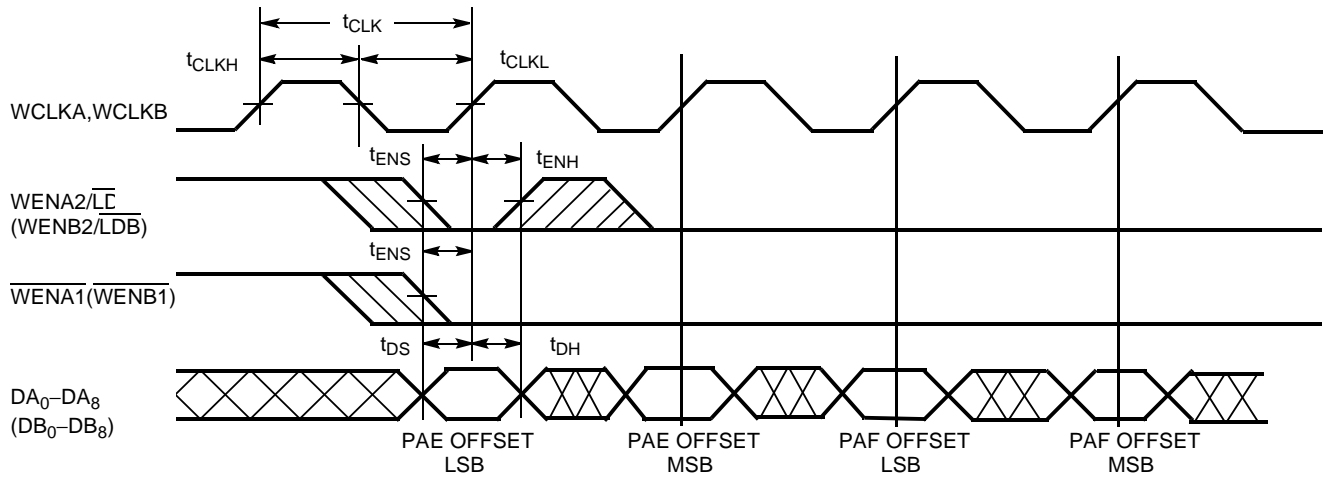 tCLK
tCLKH
tCLKL
WCLKA,WCLKB
tENS
tENH
WENA2/LD
(WENB2/LDB)
tENS
WENA1(WENB1)
tDS
tDH
DA0–DA8
(DB0–DB8)
PAE OFFSET
LSB
PAE OFFSET
MSB
PAF OFFSET
LSB
PAF OFFSET
MSB